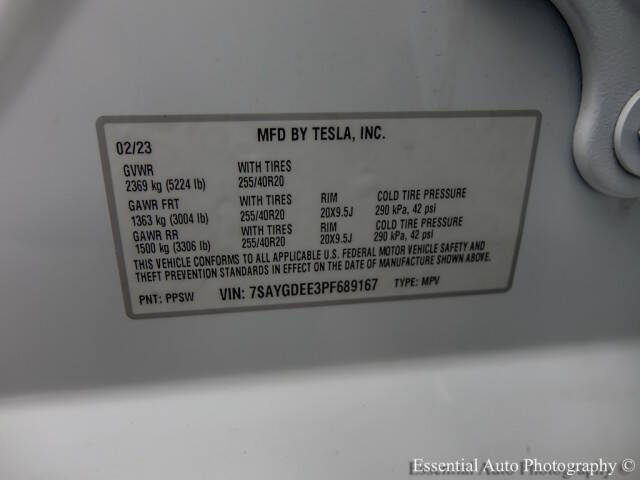 MFD BY TESLA, INC.
02/23
GVWR WITH TIRES
2369 kg (5224 lb) 255/40R20
GAWR FRT WITH TIRES RIM COLD TIRE PRESSURE
1363 kg (3004 lb) 255/40R20 20X9.5J 290 kPa, 42 psi
GAWR RR WITH TIRES RIM COLD TIRE PRESSURE
1500 kg (3306 lb) 255/40R20 20X9.5J 290 kPa, 42 psi
THIS VEHICLE CONFORMS TO ALL APPLICABLE U.S. FEDERAL MOTOR VEHICLE SAFETY AND
THEFT PREVENTION STANDARDS IN EFFECT ON THE DATE OF MANUFACTURE SHOWN ABOVE.
PNT: PPSW VIN: 7SAYGDEE3PF689167 TYPE: MPV
Essential Auto Photography ©